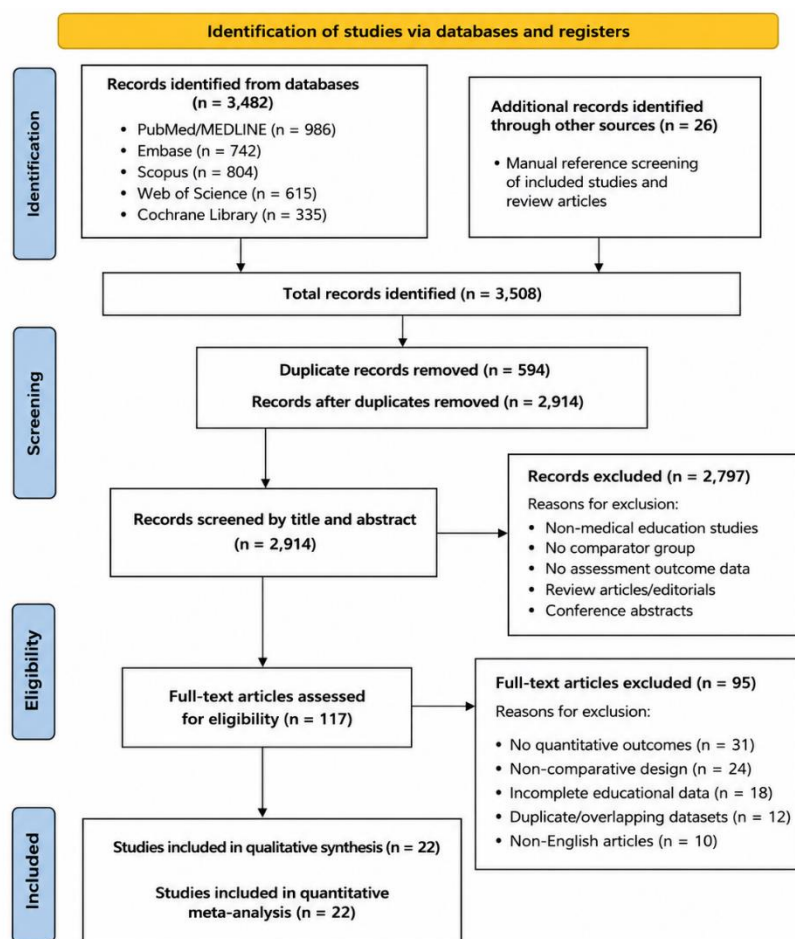 Identification of studies via databases and registers
Identification
Records identified from databases
(n = 3,482)
• PubMed/MEDLINE (n = 986)
• Embase (n = 742)
• Scopus (n = 804)
• Web of Science (n = 615)
• Cochrane Library (n = 335)
Additional records identified
through other sources (n = 26)
• Manual reference screening
of included studies and
review articles
Total records identified (n = 3,508)
Screening
Duplicate records removed (n = 594)
Records after duplicates removed (n = 2,914)
Records screened by title and abstract
(n = 2,914)
Records excluded (n = 2,797)
Reasons for exclusion:
• Non-medical education studies
• No comparator group
• No assessment outcome data
• Review articles/editorials
• Conference abstracts
Eligibility
Full-text articles assessed
for eligibility (n = 117)
Full-text articles excluded (n = 95)
Reasons for exclusion:
• No quantitative outcomes (n = 31)
• Non-comparative design (n = 24)
• Incomplete educational data (n = 18)
• Duplicate/overlapping datasets (n = 12)
• Non-English articles (n = 10)
Included
Studies included in qualitative synthesis (n = 22)
Studies included in quantitative
meta-analysis (n = 22)